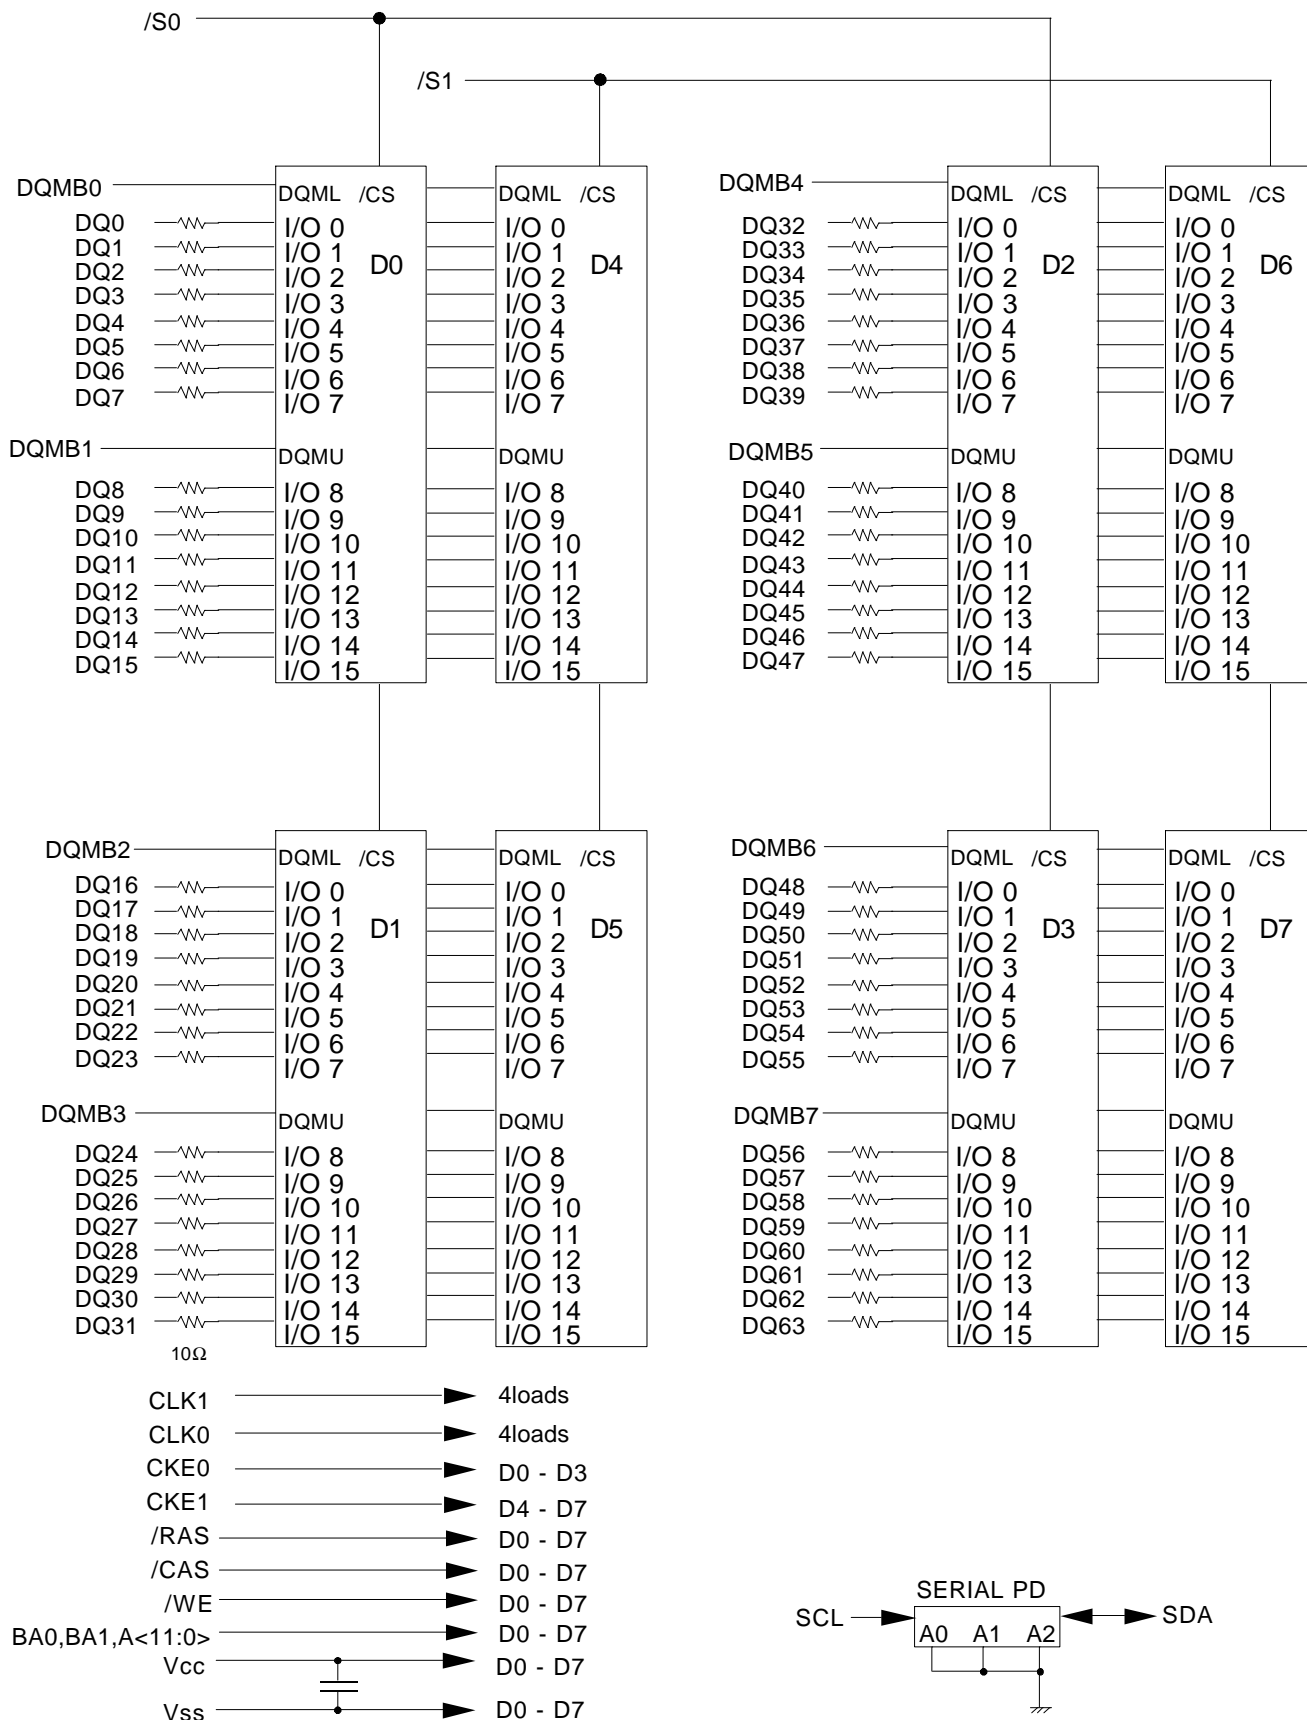 /S0
/S1
DQMB0 DQML /CS DQML /CS DQMB4 DQML /CS DQML /CS
DQ0 I/O 0 I/O 0 DQ32 I/O 0 I/O 0
DQ1 I/O 1 I/O 1 DQ33 I/O 1 I/O 1
D0 D4 D2 D6
DQ2 I/O 2 I/O 2 DQ34 I/O 2 I/O 2
DQ3 I/O 3 I/O 3 DQ35 I/O 3 I/O 3
DQ4 I/O 4 I/O 4 DQ36 I/O 4 I/O 4
DQ5 I/O 5 I/O 5 DQ37 I/O 5 I/O 5
DQ6 I/O 6 I/O 6 DQ38 I/O 6 I/O 6
DQ7 I/O 7 I/O 7 DQ39 I/O 7 I/O 7
DQMB1 DQMU DQMU DQMB5 DQMU DQMU
DQ8 I/O 8 I/O 8 DQ40 I/O 8 I/O 8
DQ9 I/O 9 I/O 9 DQ41 I/O 9 I/O 9
DQ10 I/O 10 I/O 10 DQ42 I/O 10 I/O 10
DQ11 I/O 11 I/O 11 DQ43 I/O 11 I/O 11
DQ12 I/O 12 I/O 12 DQ44 I/O 12 I/O 12
DQ13 I/O 13 I/O 13 DQ45 I/O 13 I/O 13
DQ14 I/O 14 I/O 14 DQ46 I/O 14 I/O 14
DQ15 I/O 15 I/O 15 DQ47 I/O 15 I/O 15
DQMB2 DQML /CS DQML /CS DQMB6 DQML /CS DQML /CS
DQ16 I/O 0 I/O 0 DQ48 I/O 0 I/O 0
DQ17 I/O 1 I/O 1 DQ49 I/O 1 I/O 1
D1 D5 D3 D7
DQ18 I/O 2 I/O 2 DQ50 I/O 2 I/O 2
DQ19 I/O 3 I/O 3 DQ51 I/O 3 I/O 3
DQ20 I/O 4 I/O 4 DQ52 I/O 4 I/O 4
DQ21 I/O 5 I/O 5 DQ53 I/O 5 I/O 5
DQ22 I/O 6 I/O 6 DQ54 I/O 6 I/O 6
DQ23 I/O 7 I/O 7 DQ55 I/O 7 I/O 7
DQMB3 DQMU DQMU DQMB7 DQMU DQMU
DQ24 I/O 8 I/O 8 DQ56 I/O 8 I/O 8
DQ25 I/O 9 I/O 9 DQ57 I/O 9 I/O 9
DQ26 I/O 10 I/O 10 DQ58 I/O 10 I/O 10
DQ27 I/O 11 I/O 11 DQ59 I/O 11 I/O 11
DQ28 I/O 12 I/O 12 DQ60 I/O 12 I/O 12
DQ29 I/O 13 I/O 13 DQ61 I/O 13 I/O 13
DQ30 I/O 14 I/O 14 DQ62 I/O 14 I/O 14
DQ31 I/O 15 I/O 15 DQ63 I/O 15 I/O 15
10Ω
CLK1 4loads
CLK0 4loads
CKE0 D0 - D3
CKE1 D4 - D7
/RAS D0 - D7
/CAS D0 - D7
/WE D0 - D7
BA0,BA1,A<11:0> D0 - D7
Vcc D0 - D7
Vss D0 - D7
SERIAL PD
SCL SDA
A0 A1 A2